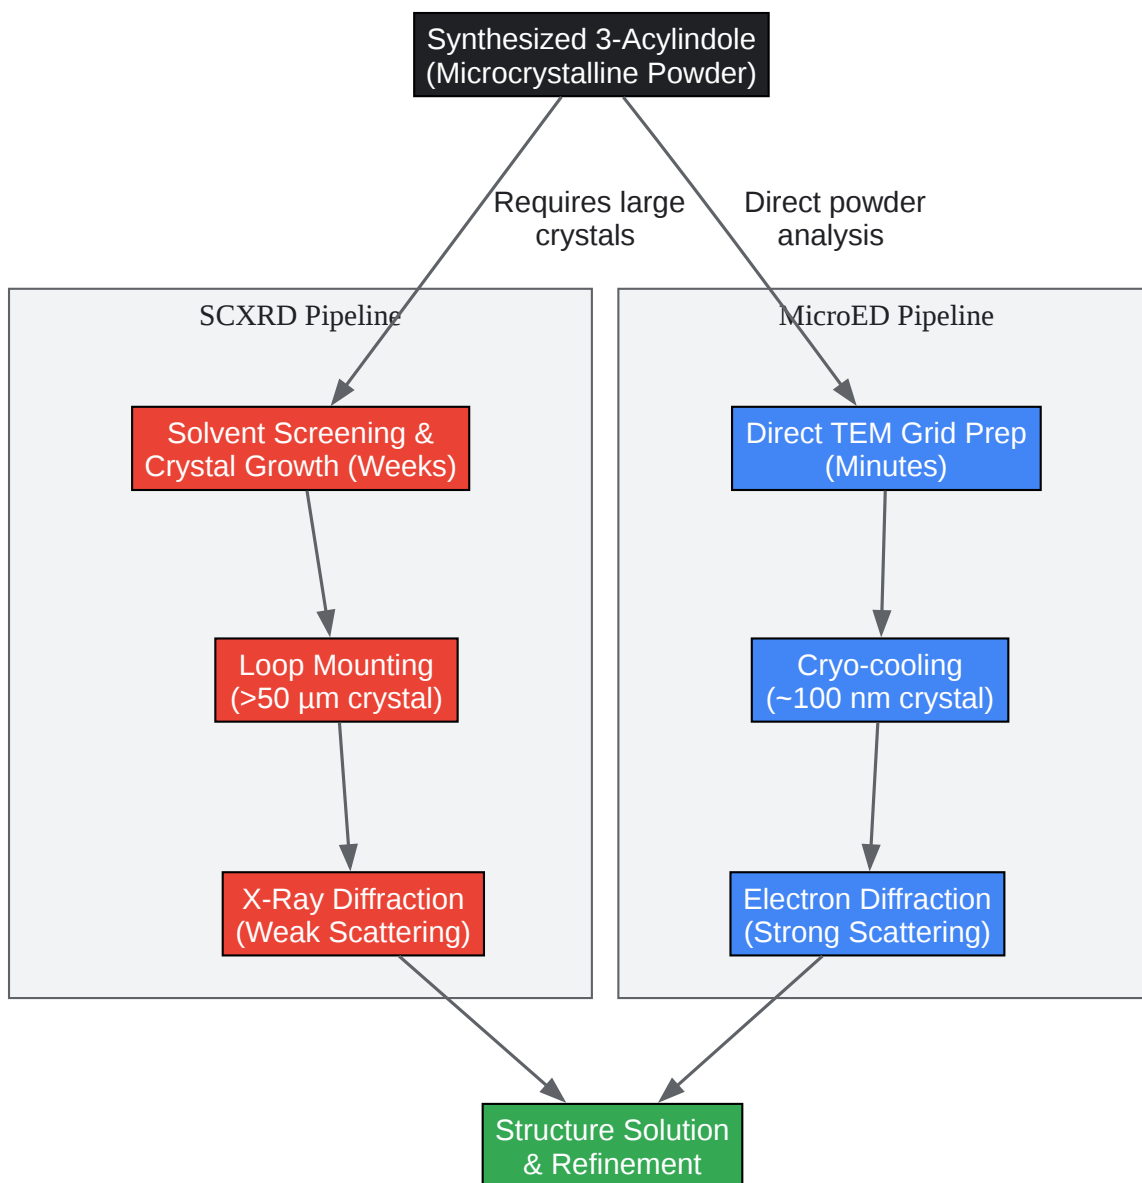 Synthesized 3-Acylindole
(Microcrystalline Powder)
Requires large
crystals
Direct powder
analysis
SCXRD Pipeline
MicroED Pipeline
Solvent Screening &
Crystal Growth (Weeks)
Direct TEM Grid Prep
(Minutes)
Loop Mounting
(>50 µm crystal)
Cryo-cooling
(~100 nm crystal)
X-Ray Diffraction
(Weak Scattering)
Electron Diffraction
(Strong Scattering)
Structure Solution
& Refinement